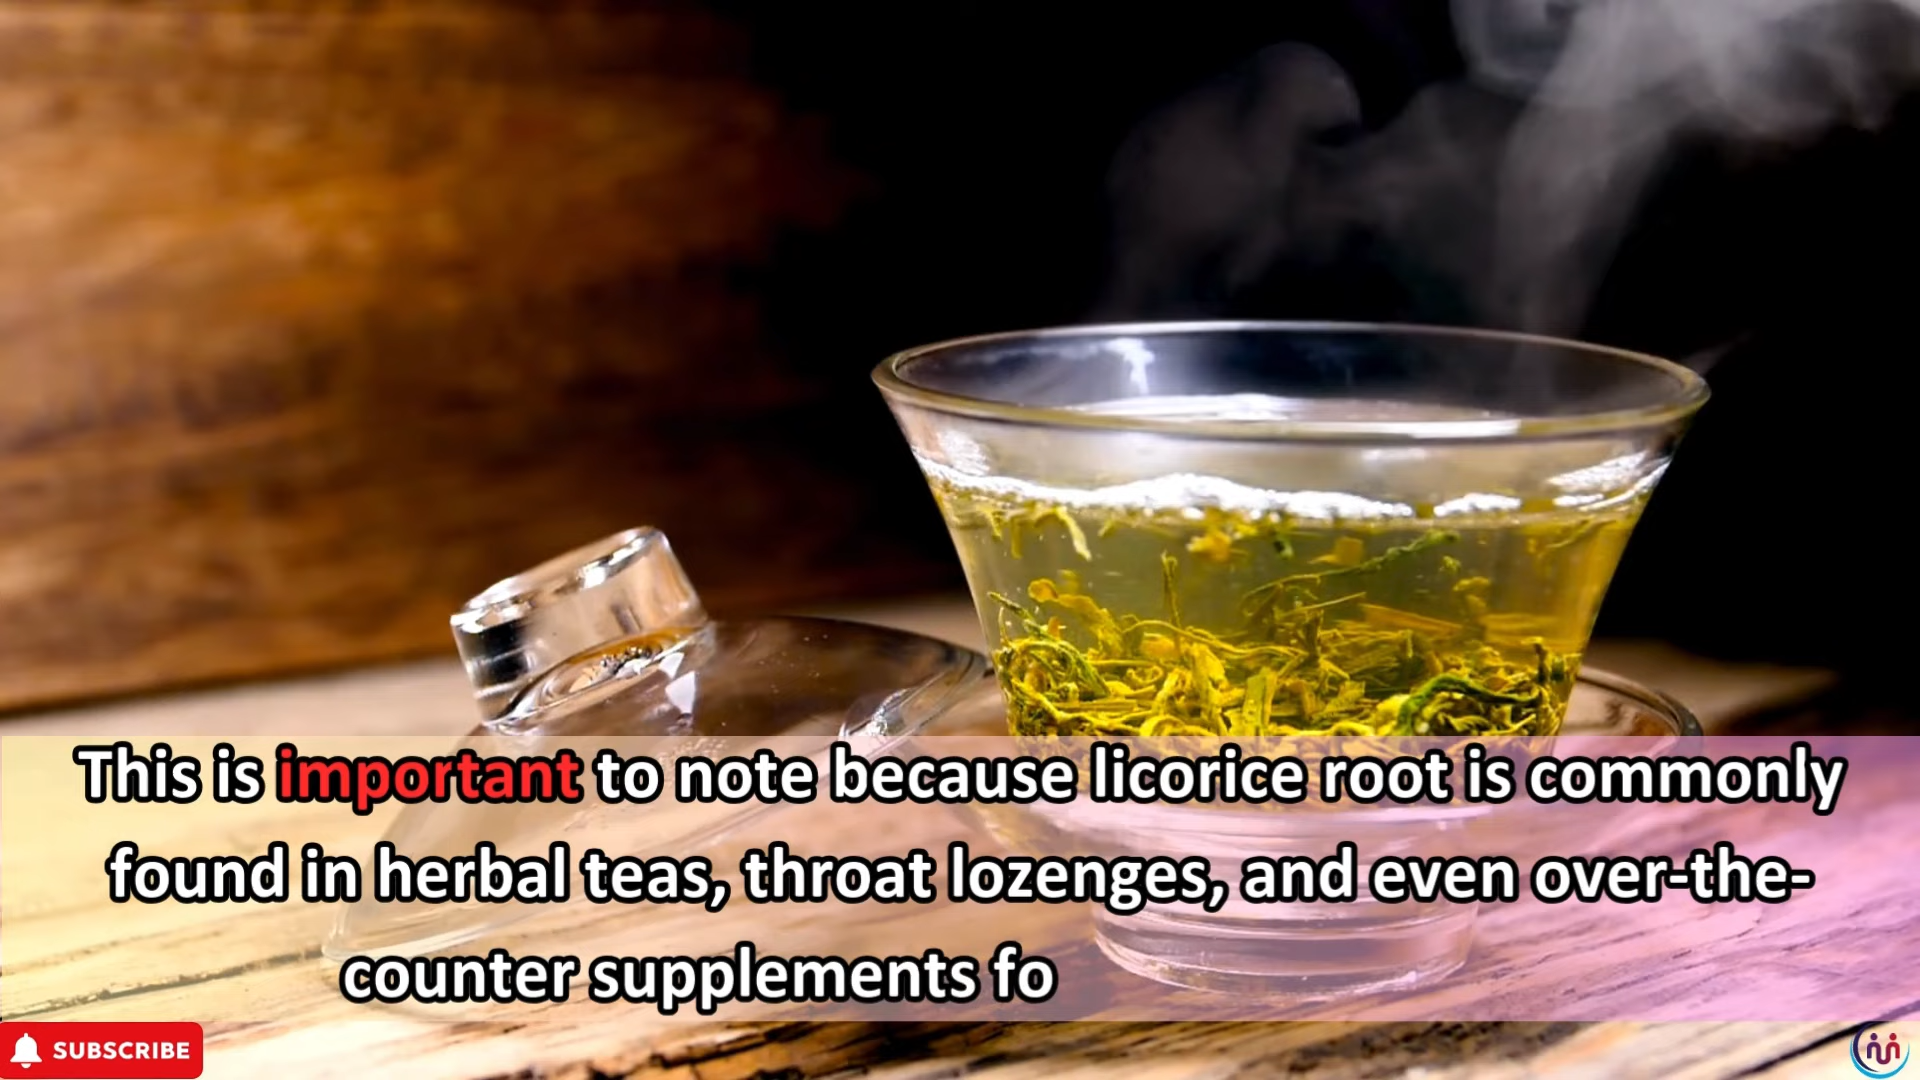 This is important to note because licorice root is commonly
found in herbal teas, throat lozenges, and even over-the-
counter supplements fo
SUBSCRIBE